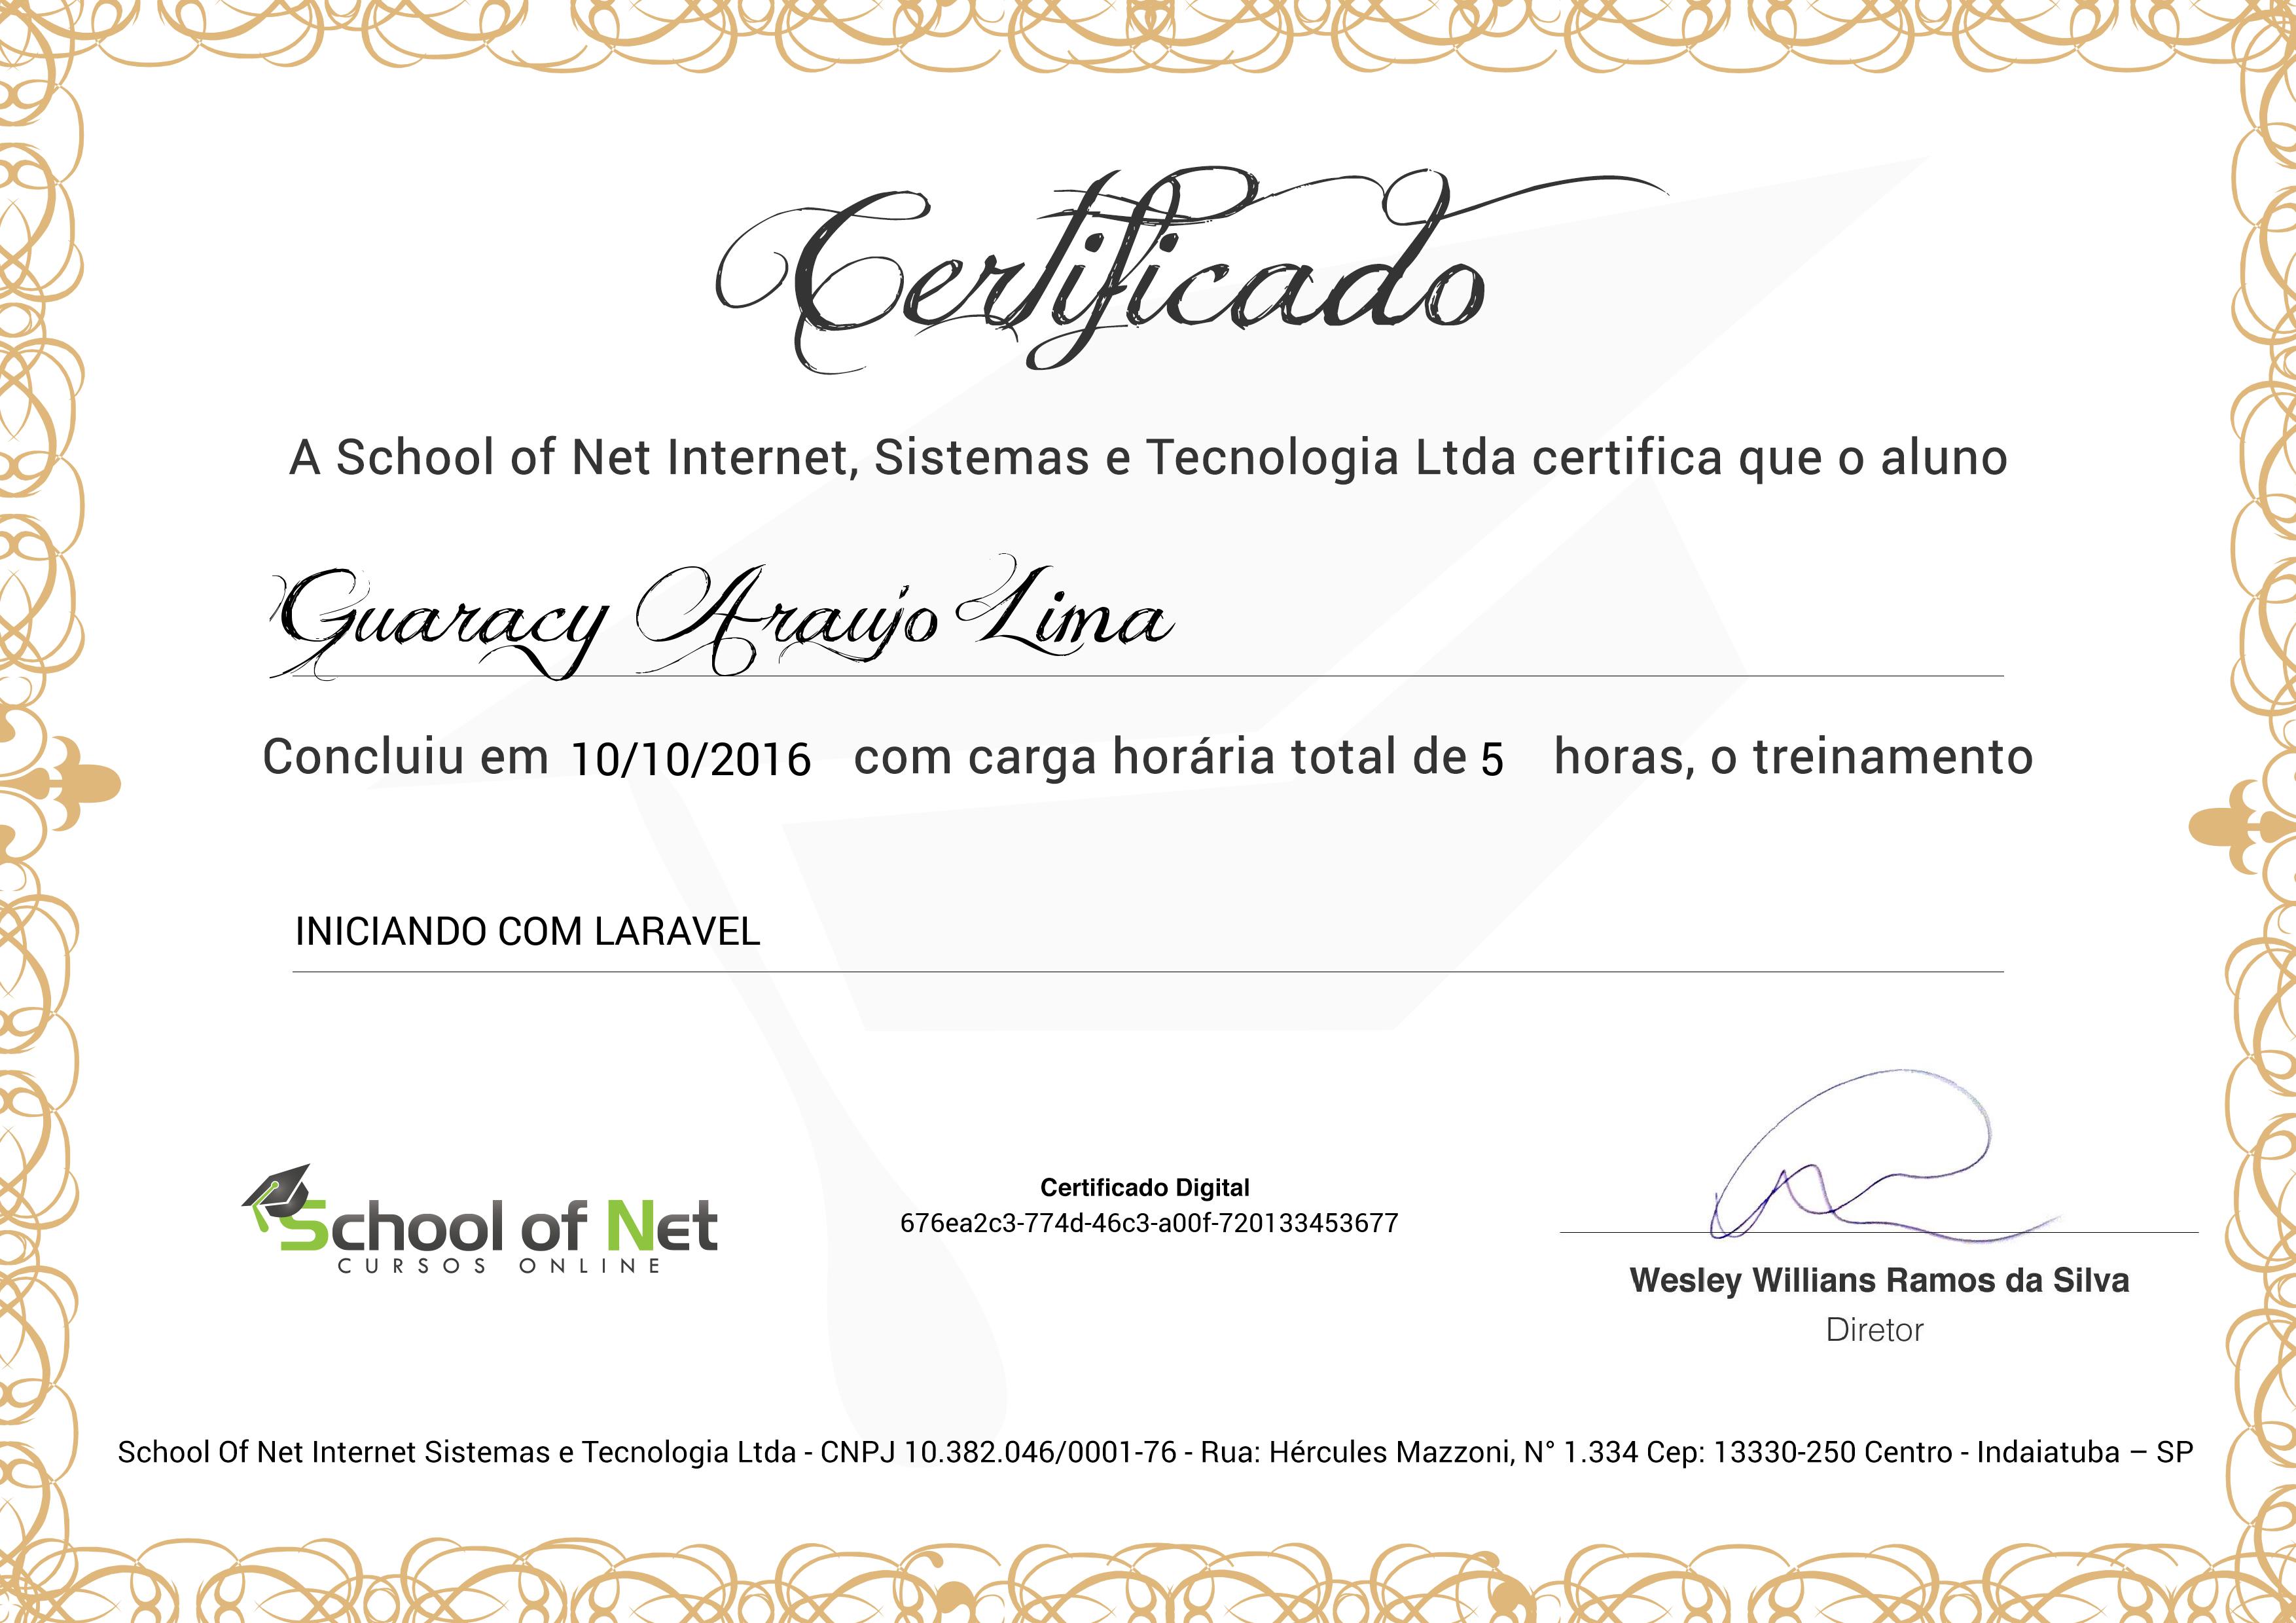 Certificado
A School of Net Internet, Sistemas e Tecnologia Ltda certifica que o aluno
Guaracy Araujo Lima
Concluiu em 10/10/2016 com carga horária total de 5 horas, o treinamento
INICIANDO COM LARAVEL
School of Net
CURSOS ONLINE
Certificado Digital
676ea2c3-774d-46c3-a00f-720133453677
Wesley Willians Ramos da Silva
Diretor
School Of Net Internet Sistemas e Tecnologia Ltda - CNPJ 10.382.046/0001-76 - Rua: Hércules Mazzoni, N° 1.334 Cep: 13330-250 Centro - Indaiatuba – SP